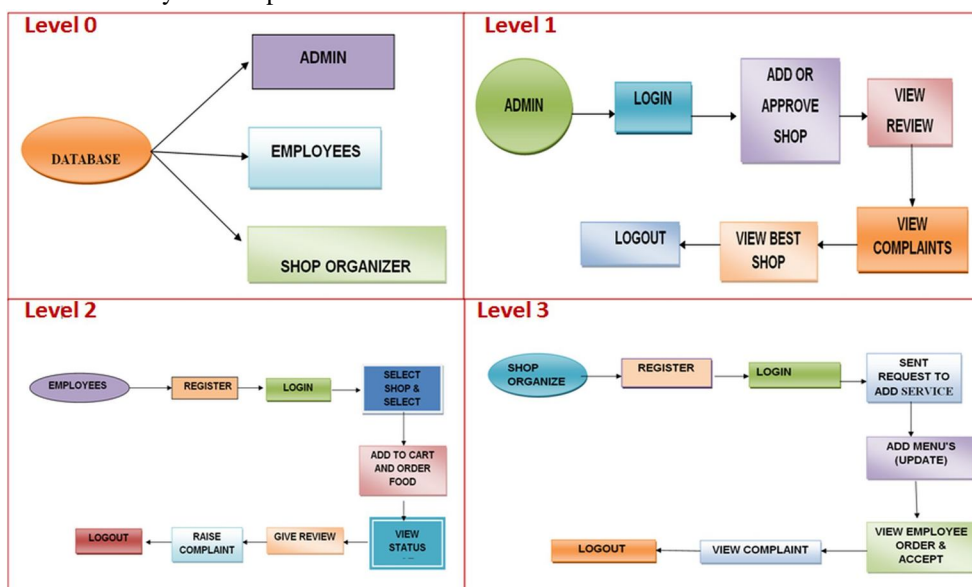 Level 0
DATABASE
ADMIN
EMPLOYEES
SHOP ORGANIZER
Level 1
ADMIN
LOGIN
ADD OR
APPROVE
SHOP
VIEW
REVIEW
VIEW
COMPLAINTS
VIEW BEST
SHOP
LOGOUT
Level 2
EMPLOYEES
REGISTER
LOGIN
SELECT
SHOP &
SELECT
ADD TO CART
AND ORDER
FOOD
VIEW
STATUS
GIVE REVIEW
RAISE
COMPLAINT
LOGOUT
Level 3
SHOP
ORGANIZE
REGISTER
LOGIN
SENT
REQUEST TO
ADD SERVICE
ADD MENU'S
(UPDATE)
VIEW EMPLOYEE
ORDER &
ACCEPT
VIEW COMPLAINT
LOGOUT